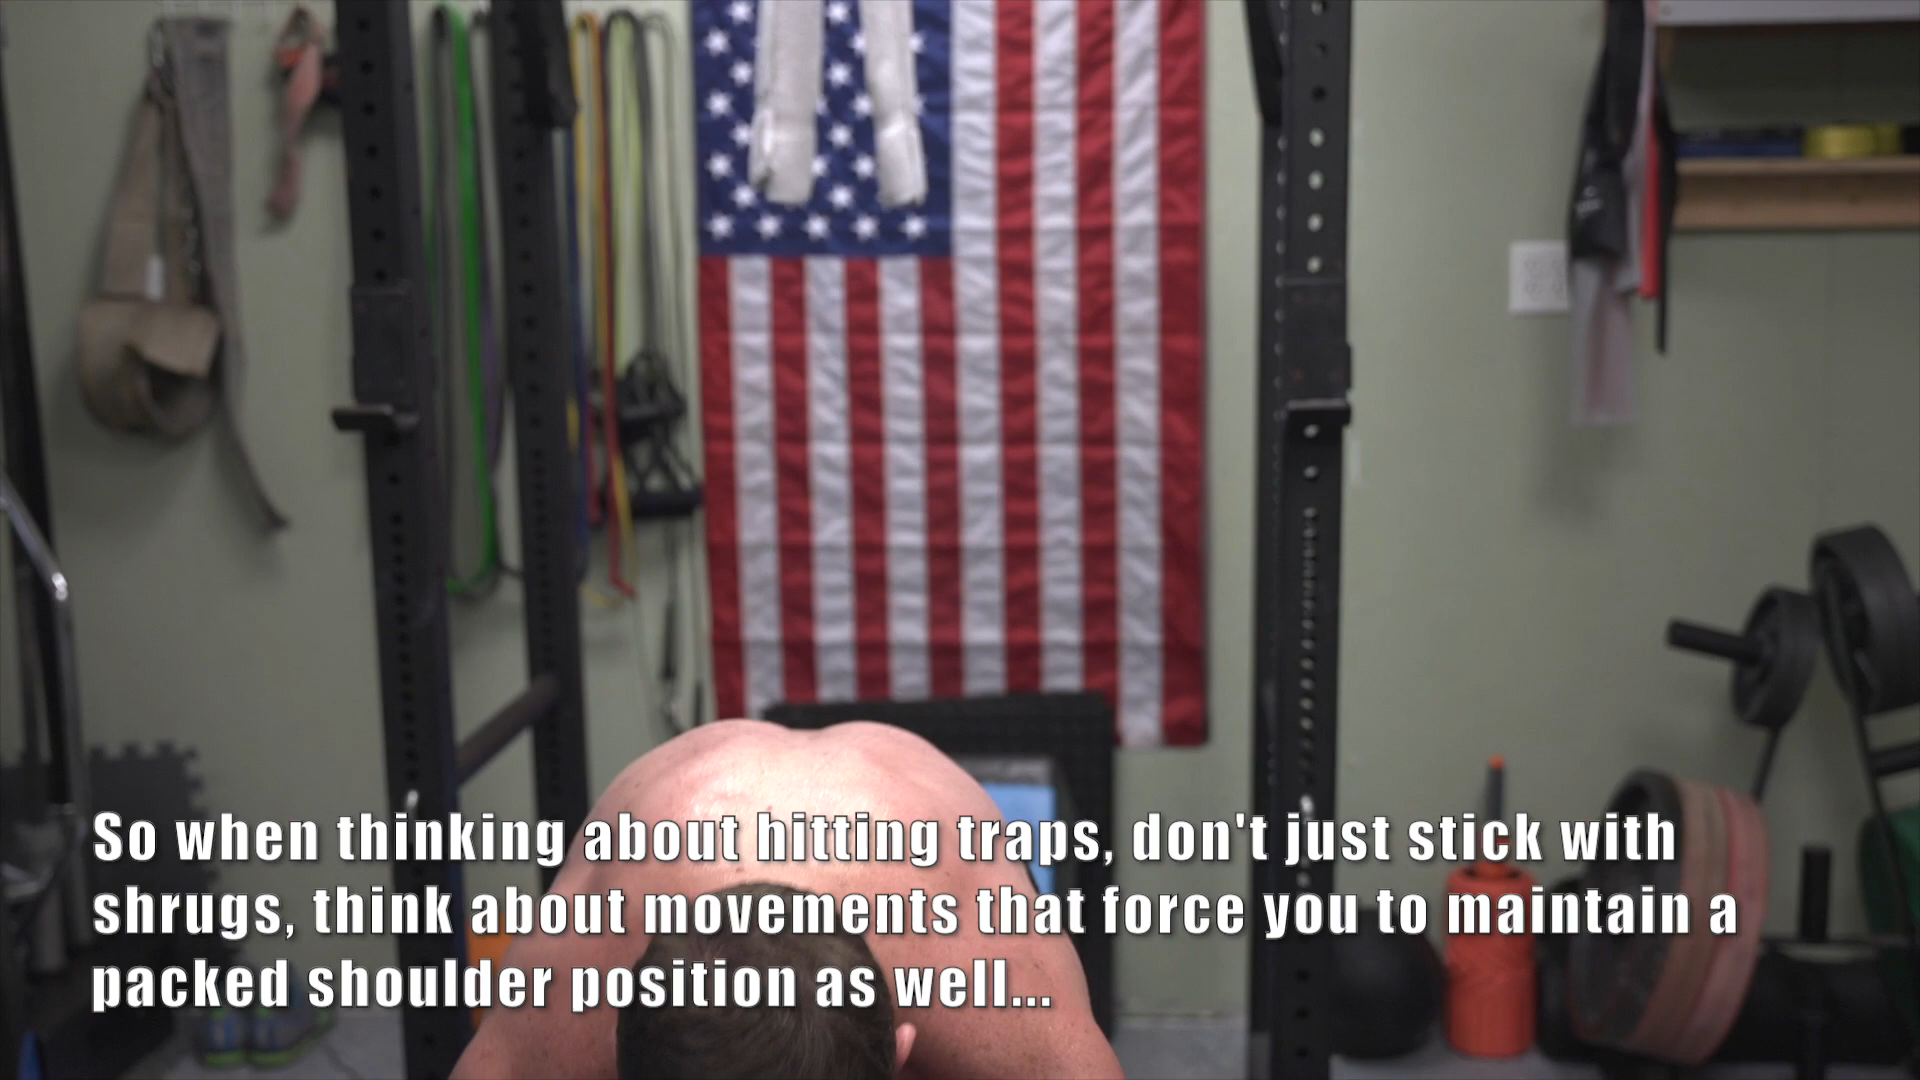 So when thinking about hitting traps, don't just stick with
shrugs, think about movements that force you to maintain a
packed shoulder position as well...